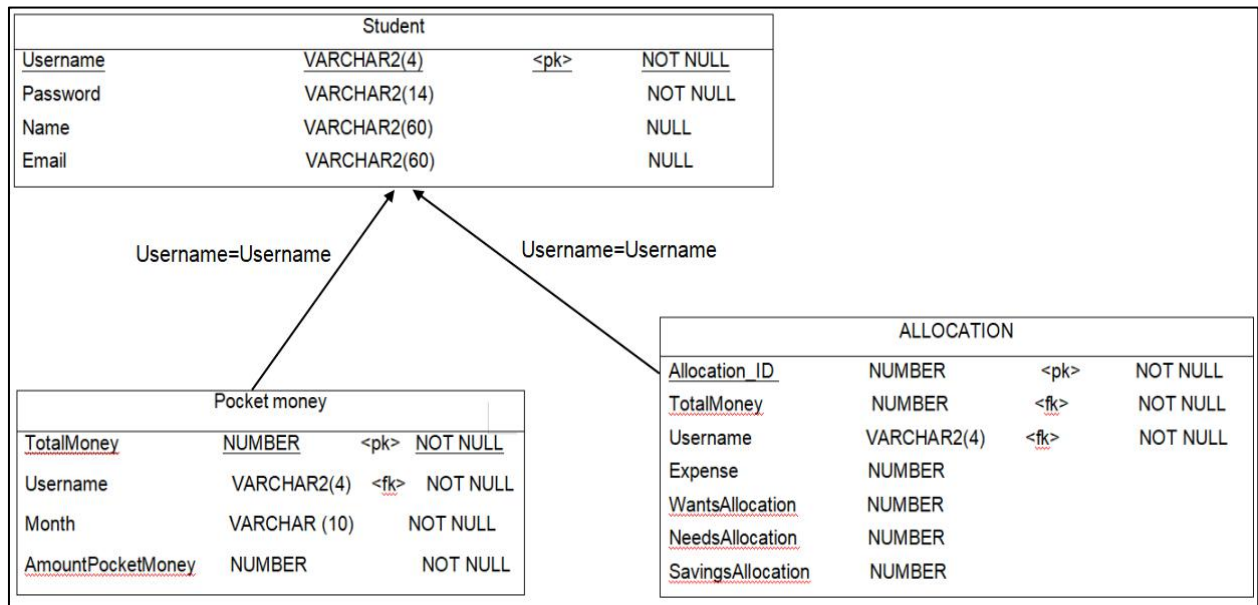 Student
Username VARCHAR2(4) <pk> NOT NULL
Password VARCHAR2(14) NOT NULL
Name VARCHAR2(60) NULL
Email VARCHAR2(60) NULL
Username=Username
Username=Username
Pocket money
TotalMoney NUMBER <pk> NOT NULL
Username VARCHAR2(4) <fk> NOT NULL
Month VARCHAR (10) NOT NULL
AmountPocketMoney NUMBER NOT NULL
ALLOCATION
Allocation_ID NUMBER <pk> NOT NULL
TotalMoney NUMBER <fk> NOT NULL
Username VARCHAR2(4) <fk> NOT NULL
Expense NUMBER
WantsAllocation NUMBER
NeedsAllocation NUMBER
SavingsAllocation NUMBER